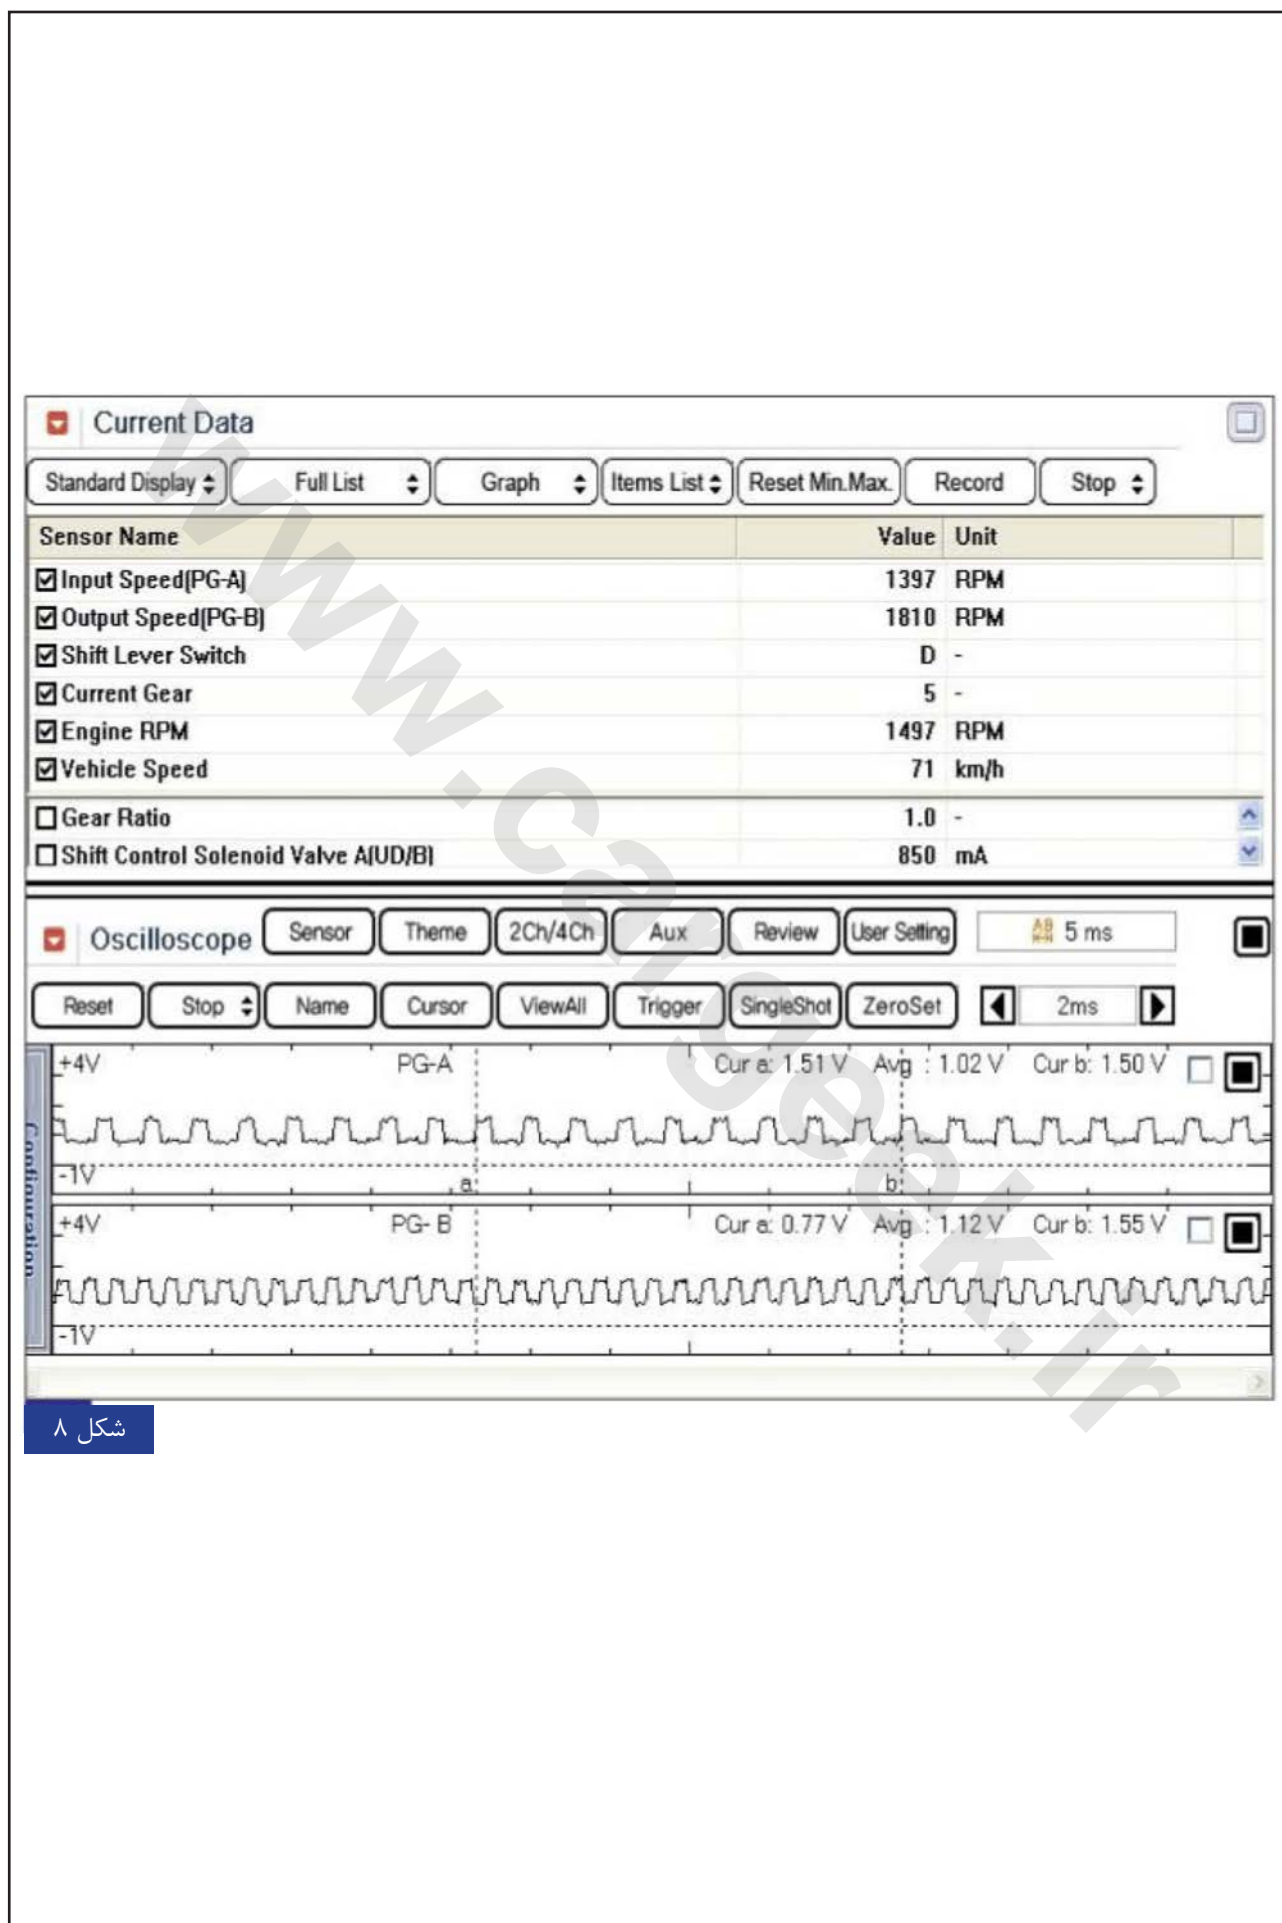 Current Data
Standard Display Full List Graph Items List Reset Min.Max. Record Stop
Sensor Name Value Unit
Input Speed(PG-A) 1397 RPM
Output Speed(PG-B) 1810 RPM
Shift Lever Switch D -
Current Gear 5 -
Engine RPM 1497 RPM
Vehicle Speed 71 km/h
Gear Ratio 1.0 -
Shift Control Solenoid Valve A(UD/B) 850 mA
Oscilloscope Sensor Theme 2Ch/4Ch Aux Review User Setting AB 5 ms
Reset Stop Name Cursor ViewAll Trigger SingleShot ZeroSet 2ms
Configuration
+4V PG-A Cur a: 1.51 V Avg : 1.02 V Cur b: 1.50 V
-1V a b
+4V PG- B Cur a: 0.77 V Avg : 1.12 V Cur b: 1.55 V
-1V
شکل ۸
www.cargeek.ir